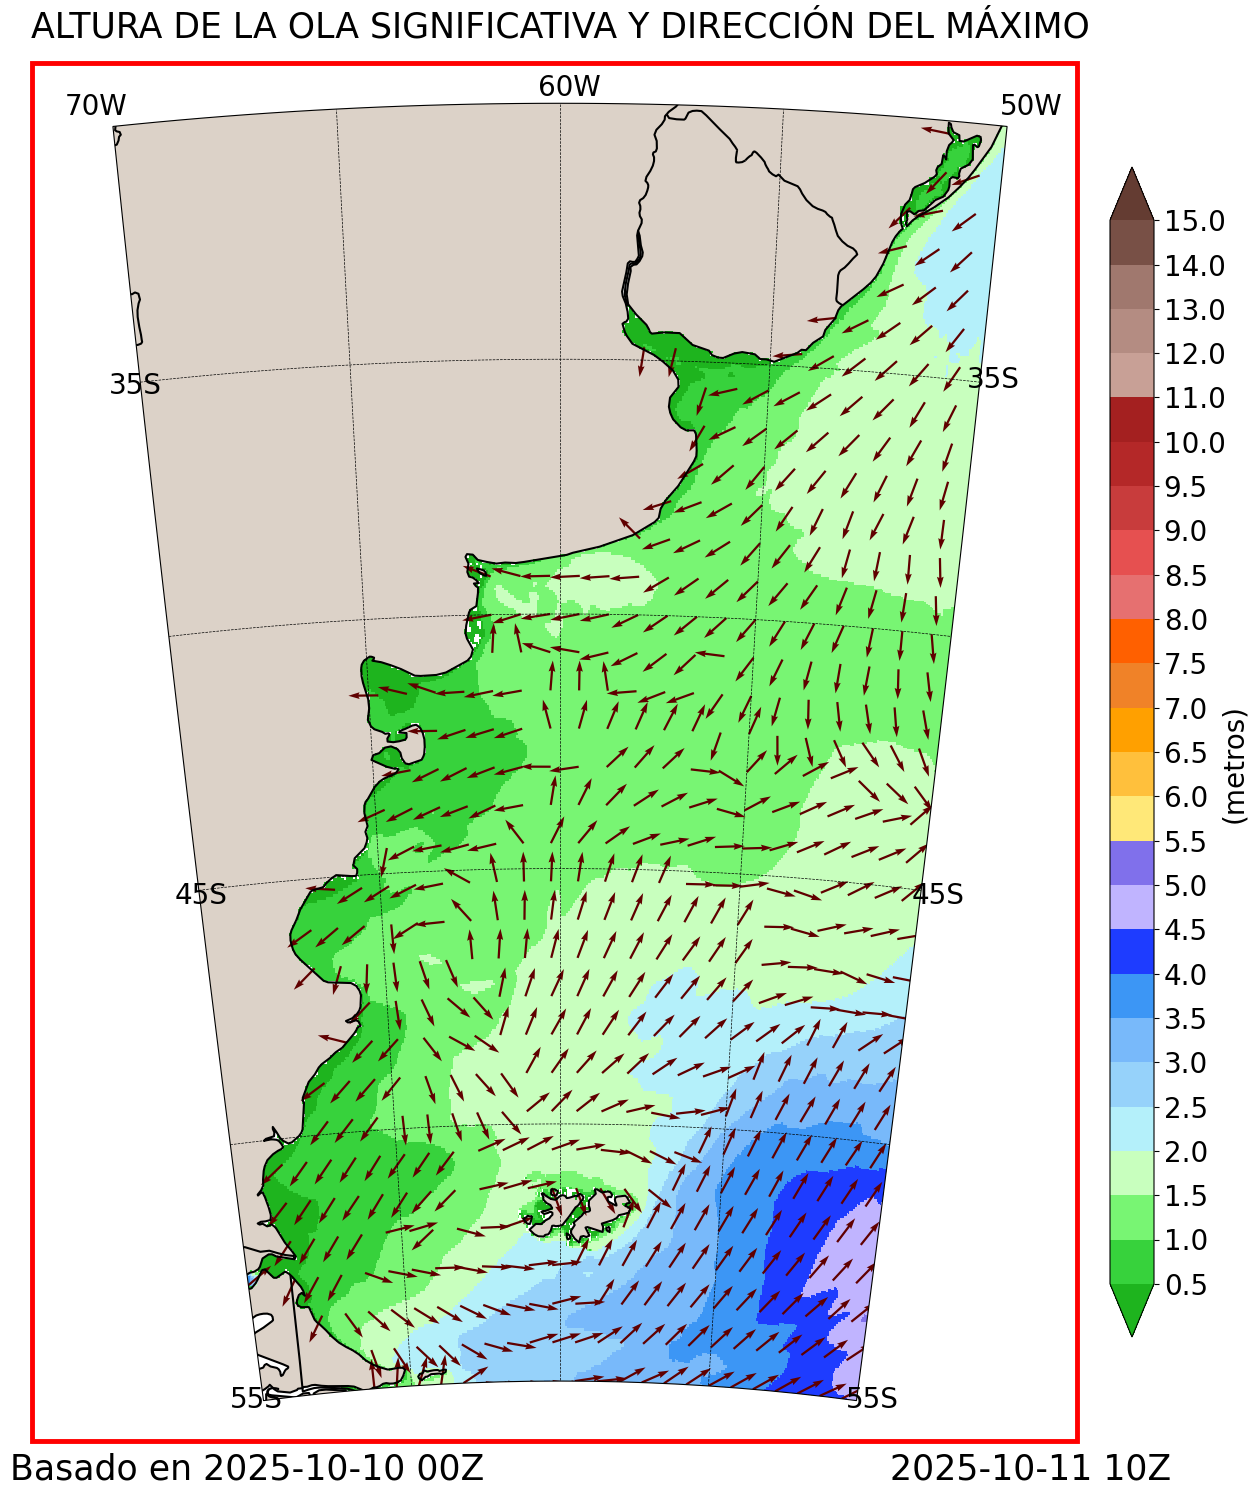 ALTURA DE LA OLA SIGNIFICATIVA Y DIRECCIÓN DEL MÁXIMO
70W
60W
50W
35S
35S
45S
45S
55S
55S
15.0
14.0
13.0
12.0
11.0
10.0
9.5
9.0
8.5
8.0
7.5
7.0
6.5
6.0
5.5
5.0
4.5
4.0
3.5
3.0
2.5
2.0
1.5
1.0
0.5
(metros)
Basado en 2025-10-10 00Z
2025-10-11 10Z